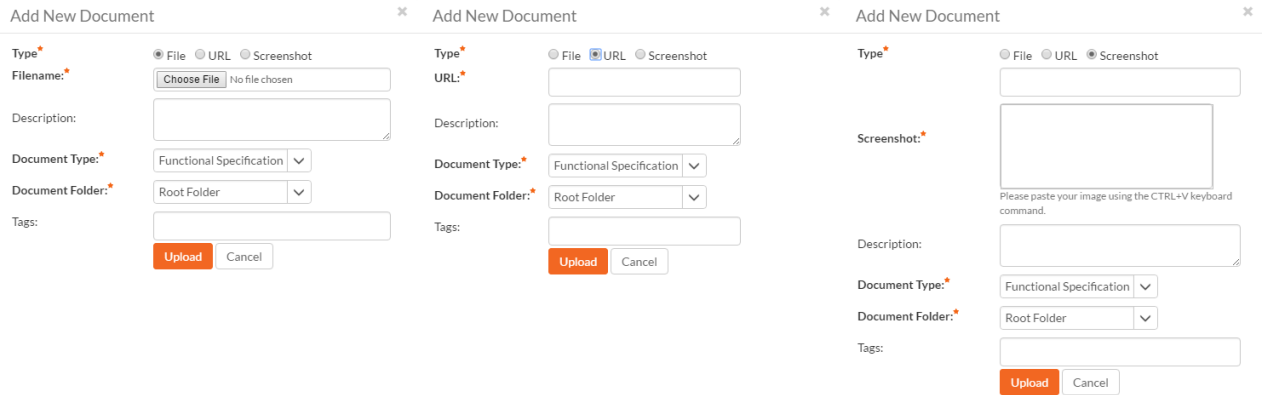 Add New Document ×
Type* File URL Screenshot
Filename:* Choose File No file chosen
Description:
Document Type:* Functional Specification
Document Folder:* Root Folder
Tags:
Upload Cancel
Add New Document ×
Type* File URL Screenshot
URL:*
Description:
Document Type:* Functional Specification
Document Folder:* Root Folder
Tags:
Upload Cancel
Add New Document ×
Type* File URL Screenshot
Screenshot:*
Please paste your image using the CTRL+V keyboard
command.
Description:
Document Type:* Functional Specification
Document Folder:* Root Folder
Tags:
Upload Cancel